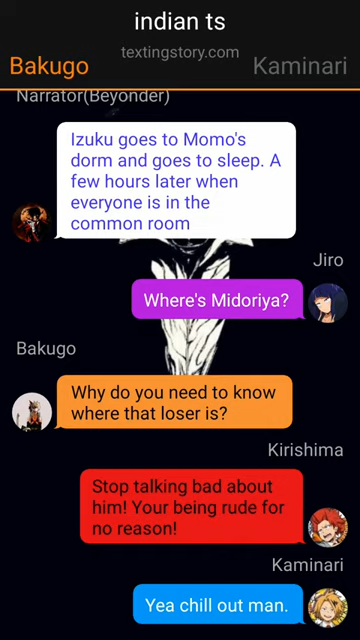 indian ts
textingstory.com
Bakugo
Kaminari
Narrator(Beyonder)
Izuku goes to Momo's
dorm and goes to sleep. A
few hours later when
everyone is in the
common room
Jiro
Where's Midoriya?
Bakugo
Why do you need to know
where that loser is?
Kirishima
Stop talking bad about
him! Your being rude for
no reason!
Kaminari
Yea chill out man.